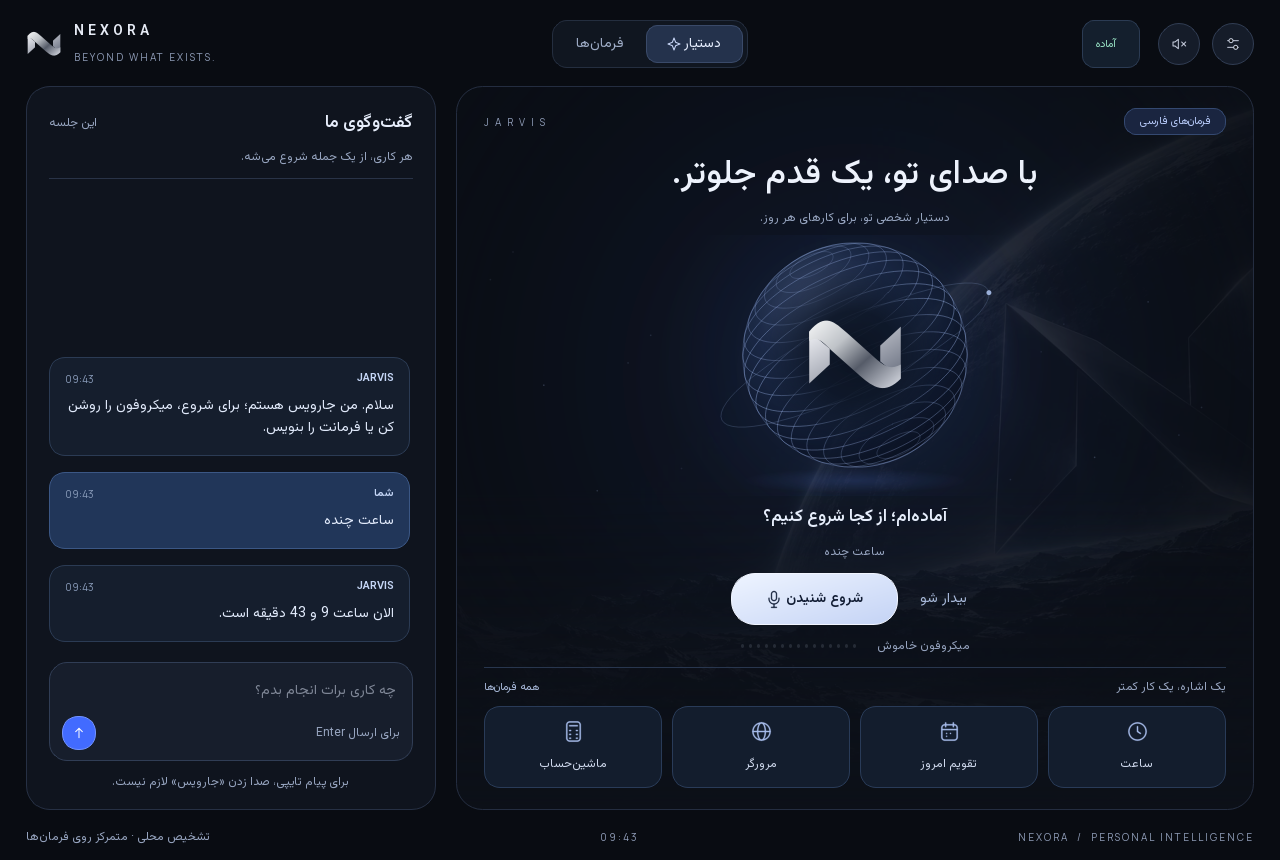 NEXORA
BEYOND WHAT EXISTS.
دستیار
فرمان‌ها
آماده
گفت‌وگوی ما
این جلسه
هر کاری، از یک جمله شروع می‌شه.
JARVIS
09:43
سلام. من جارویس هستم؛ برای شروع، میکروفون را روشن
کن یا فرمانت را بنویس.
شما
09:43
ساعت چنده
JARVIS
09:43
الان ساعت 9 و 43 دقیقه است.
چه کاری برات انجام بدم؟
برای ارسال Enter
برای پیام تایپی، صدا زدن «جارویس» لازم نیست.
JARVIS
فرمان‌های فارسی
با صدای تو، یک قدم جلوتر.
دستیار شخصی تو، برای کارهای هر روز.
آماده‌ام؛ از کجا شروع کنیم؟
ساعت چنده
شروع شنیدن
بیدار شو
میکروفون خاموش
یک اشاره، یک کار کمتر
همه فرمان‌ها
ساعت
تقویم امروز
مرورگر
ماشین‌حساب
تشخیص محلی · متمرکز روی فرمان‌ها
09:43
NEXORA / PERSONAL INTELLIGENCE